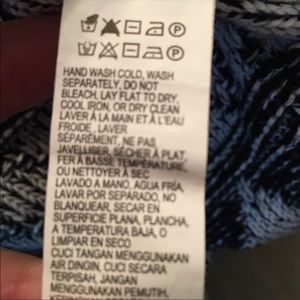 HAND WASH COLD, WASH
SEPARATELY, DO NOT
BLEACH, LAY FLAT TO DRY,
COOL IRON, OR DRY CLEAN
LAVER À LA MAIN ET À L'EAU
FROIDE , LAVER
SÉPARÉMENT, NE PAS
JAVELLISER, SÉCHER À PLAT,
FER À BASSE TEMPÉRATURE,
OU NETTOYER À SEC
LAVADO A MANO, AGUA FRÍA,
LAVAR POR SEPARADO, NO
BLANQUEAR, SECAR EN
SUPERFICIE PLANA, PLANCHA,
A TEMPERATURA BAJA, O
LIMPIAR EN SECO
CUCI TANGAN MENGGUNAKAN
AIR DINGIN, CUCI SECARA
TERPISAH, JANGAN
MENGGUNAKAN PEMUTIH,